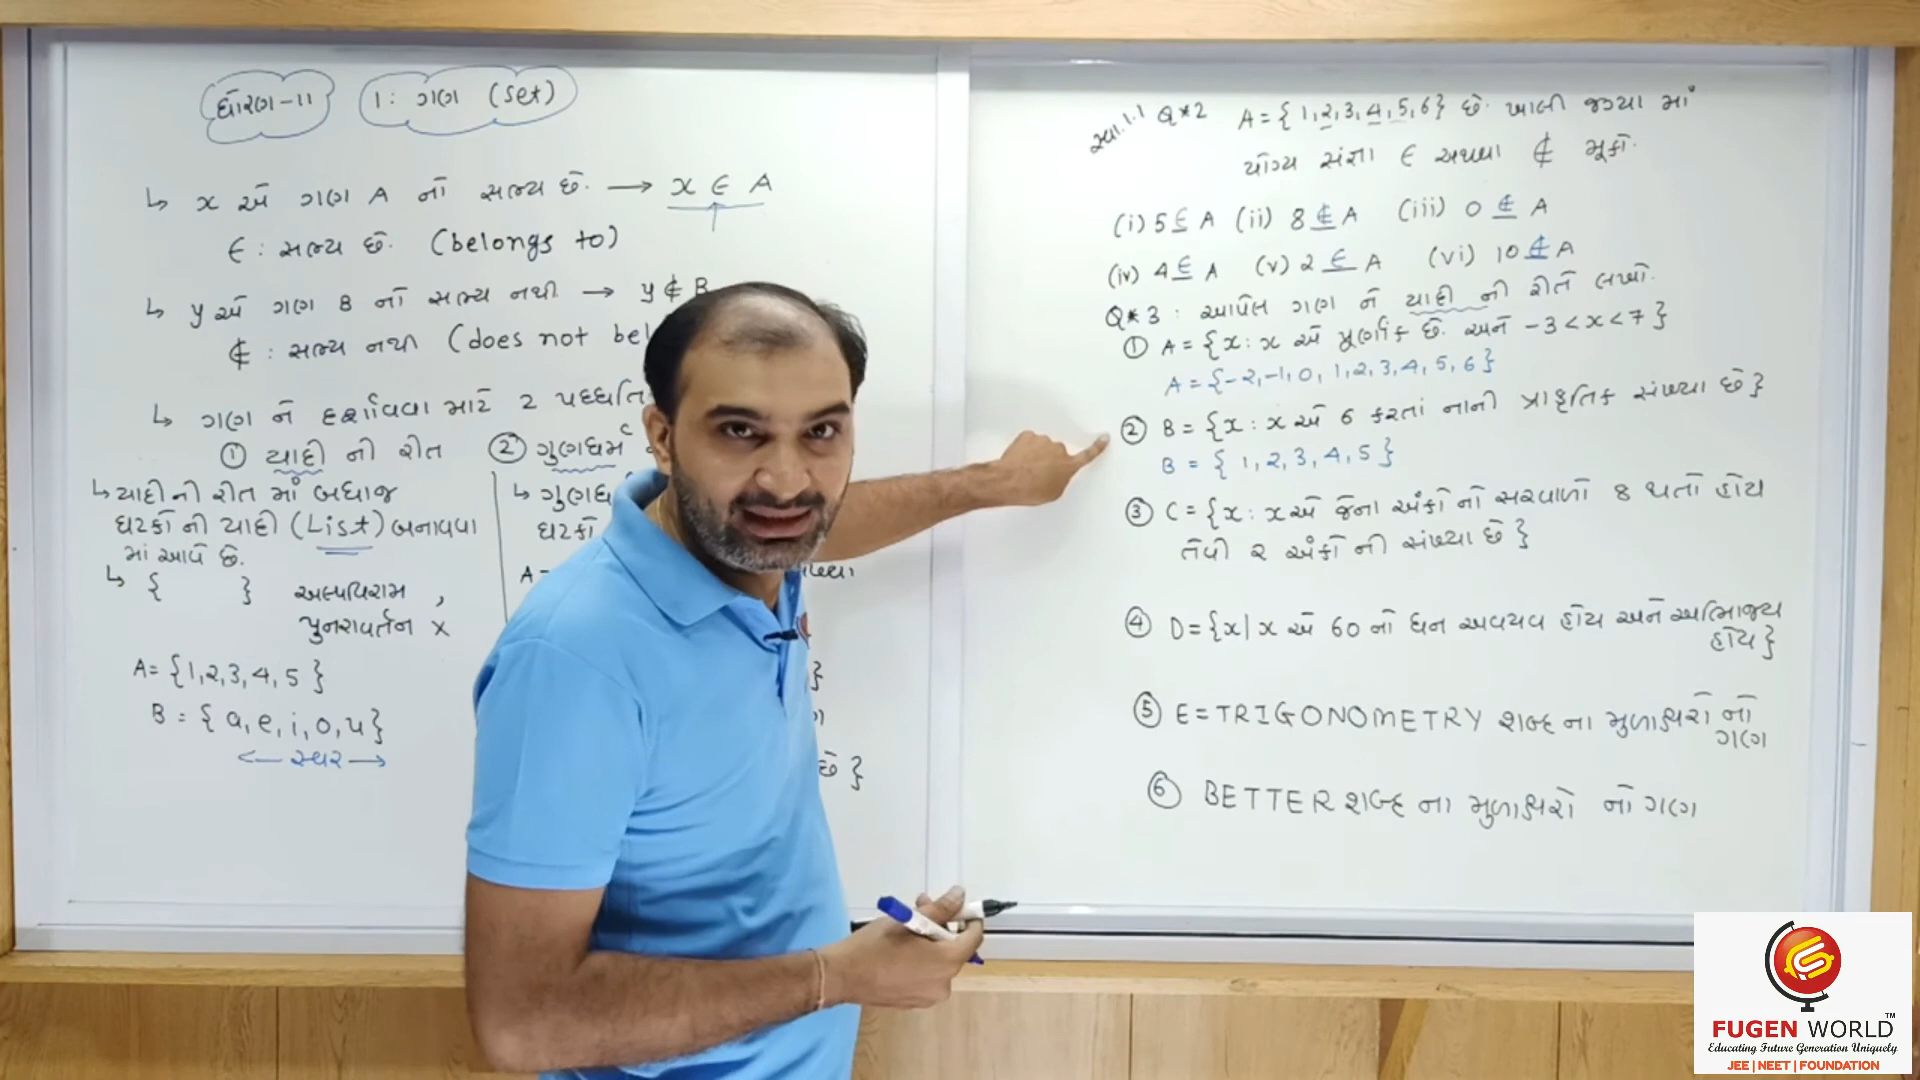 ધોરણ-11
1: ગણ (Set)
↳ x એ ગણ A નો સભ્ય છે. → x ∈ A
∈ : સભ્ય છે. (belongs to)
↳ y એ ગણ B નો સભ્ય નથી → y ∉ B
∉ : સભ્ય નથી (does not bel
↳ ગણ ને દર્શાવવા માટે 2 પધ્ધતિ
① યાદી ની રીત ② ગુણધર્મ
↳ યાદી ની રીત માં બધાજ
ઘટકો ની યાદી (List) બનાવવા
માં આવે છે.
↳ { } અલ્પવિરામ ,
પુનરાવર્તન ×
A = {1,2,3,4,5 }
B = { a, e, i, o, u}
<— સ્વર —>
↳ ગુણધ
ઘટકો
A =
}
છે }
સ્વા.1.1 Q*2 A = { 1,2,3,4,5,6} છે. ખાલી જગ્યા માં
યોગ્ય સંજ્ઞા ∈ અથવા ∉ મૂકો.
(i) 5 ∈ A (ii) 8 ∉ A (iii) 0 ∉ A
(iv) 4 ∈ A (v) 2 ∈ A (vi) 10 ∉ A
Q*3 : આપેલ ગણ ને યાદી ની રીતે લખો.
① A = {x : x એ પૂર્ણાંક છે. અને -3 < x < 7 }
A = {-2,-1,0, 1,2,3,4,5,6}
② B = {x : x એ 6 કરતાં નાની પ્રાકૃતિક સંખ્યા છે}
B = { 1,2,3,4,5}
③ C = {x : x એ જેના અંકો નો સરવાળો 8 થતો હોય
તેવી ૨ અંકો ની સંખ્યા છે }
④ D = {x | x એ 60 નો ધન અવયવ હોય અને અવિભાજ્ય
હોય }
⑤ E = TRIGONOMETRY શબ્દ ના મુળાક્ષરો નો
ગણ
⑥ BETTER શબ્દ ના મુળાક્ષરો નો ગણ
FUGEN WORLD™
Educating Future Generation Uniquely
JEE | NEET | FOUNDATION